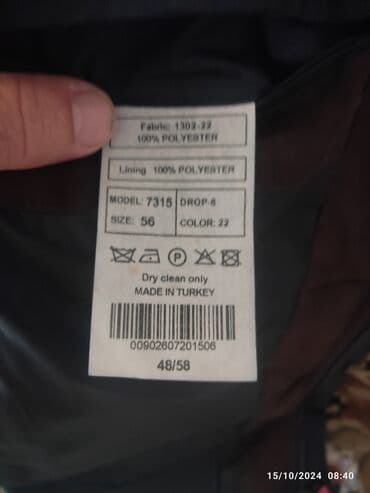 Fabric: 1302-22
100% POLYESTER
Lining 100% POLYESTER
MODEL: 7315 DROP-6
SIZE: 56 COLOR: 22
P
Dry clean only
MADE IN TURKEY
00902607201506
48/58
15/10/2024 08:40